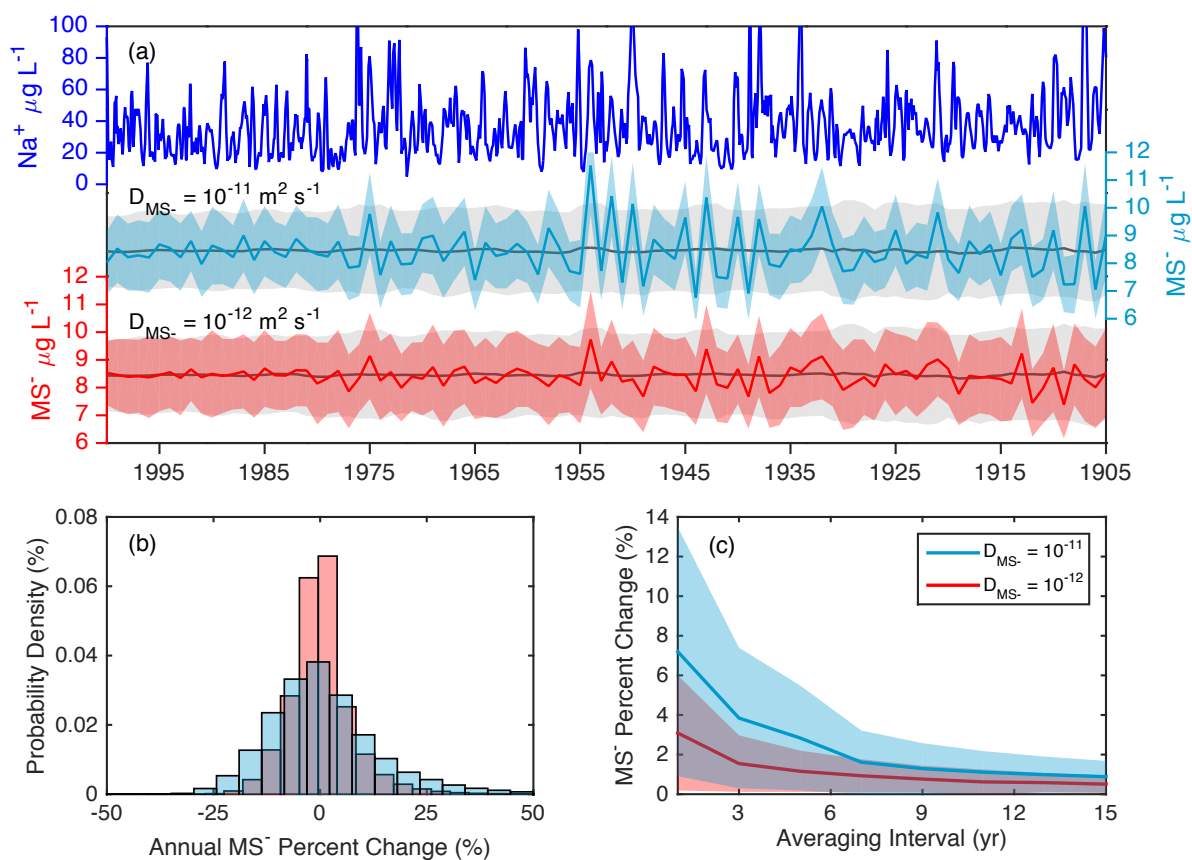 (a)
Na⁺ µg L⁻¹
100
80
60
40
20
0
D_MS- = 10⁻¹¹ m² s⁻¹
MS⁻ µg L⁻¹
12
11
10
9
8
7
6
D_MS- = 10⁻¹² m² s⁻¹
MS⁻ µg L⁻¹
12
11
10
9
8
7
6
1995 1985 1975 1965 1955 1945 1935 1925 1915 1905
(b)
Probability Density (%)
0.08
0.06
0.04
0.02
0
-50 -25 0 25 50
Annual MS⁻ Percent Change (%)
(c)
MS⁻ Percent Change (%)
14
12
10
8
6
4
2
0
D_MS- = 10⁻¹¹
D_MS- = 10⁻¹²
3 6 9 12 15
Averaging Interval (yr)